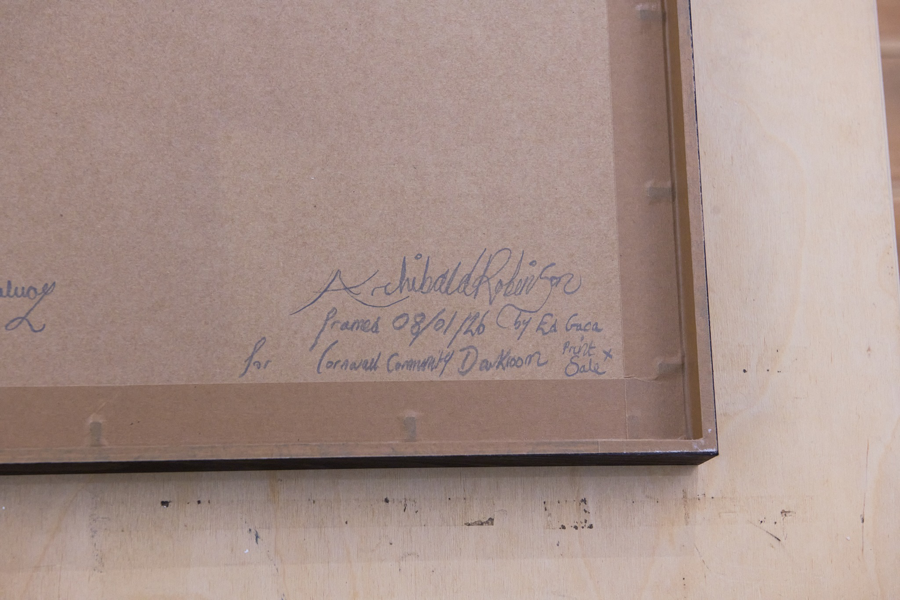 Archibald Robinson
framed 08/01/26 by Ed Gaca
for Cornwall Community Darkroom Print
Sale x